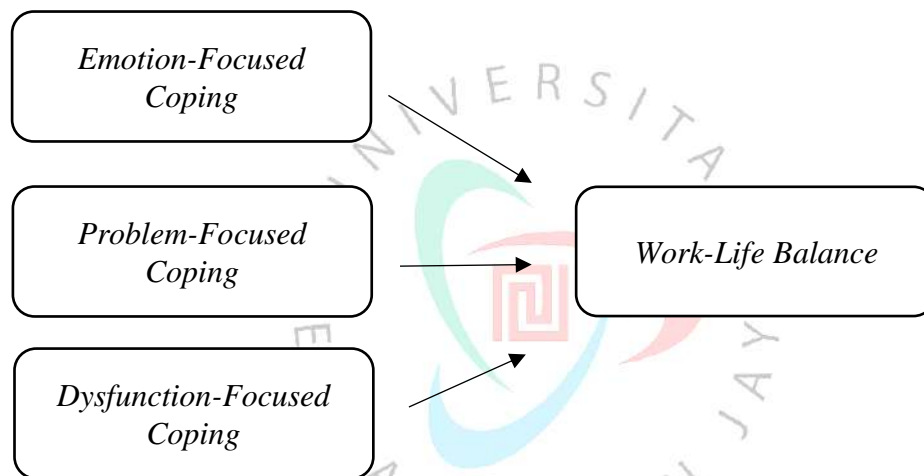 Emotion-Focused
Coping
Problem-Focused
Coping
Work-Life Balance
Dysfunction-Focused
Coping